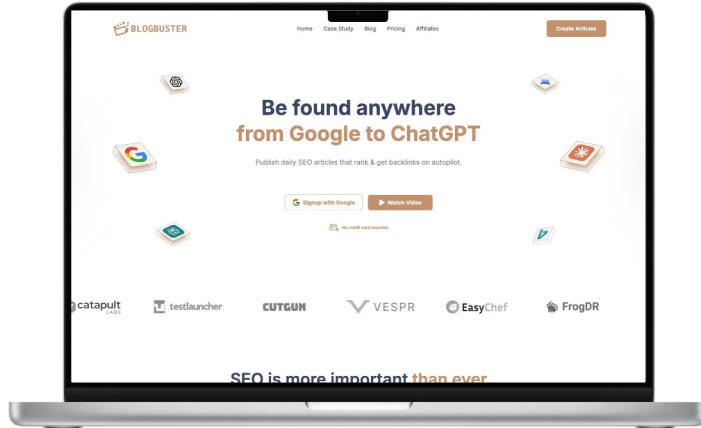 BLOGBUSTER
Home Case Study Blog Pricing Affiliates
Create Articles
Be found anywhere
from Google to ChatGPT
Publish daily SEO articles that rank & get backlinks on autopilot.
Signup with Google
Watch Video
No credit card required
catapult
LABS
testlauncher
CUTGUN
VESPR
EasyChef
FrogDR
SEO is more important than ever